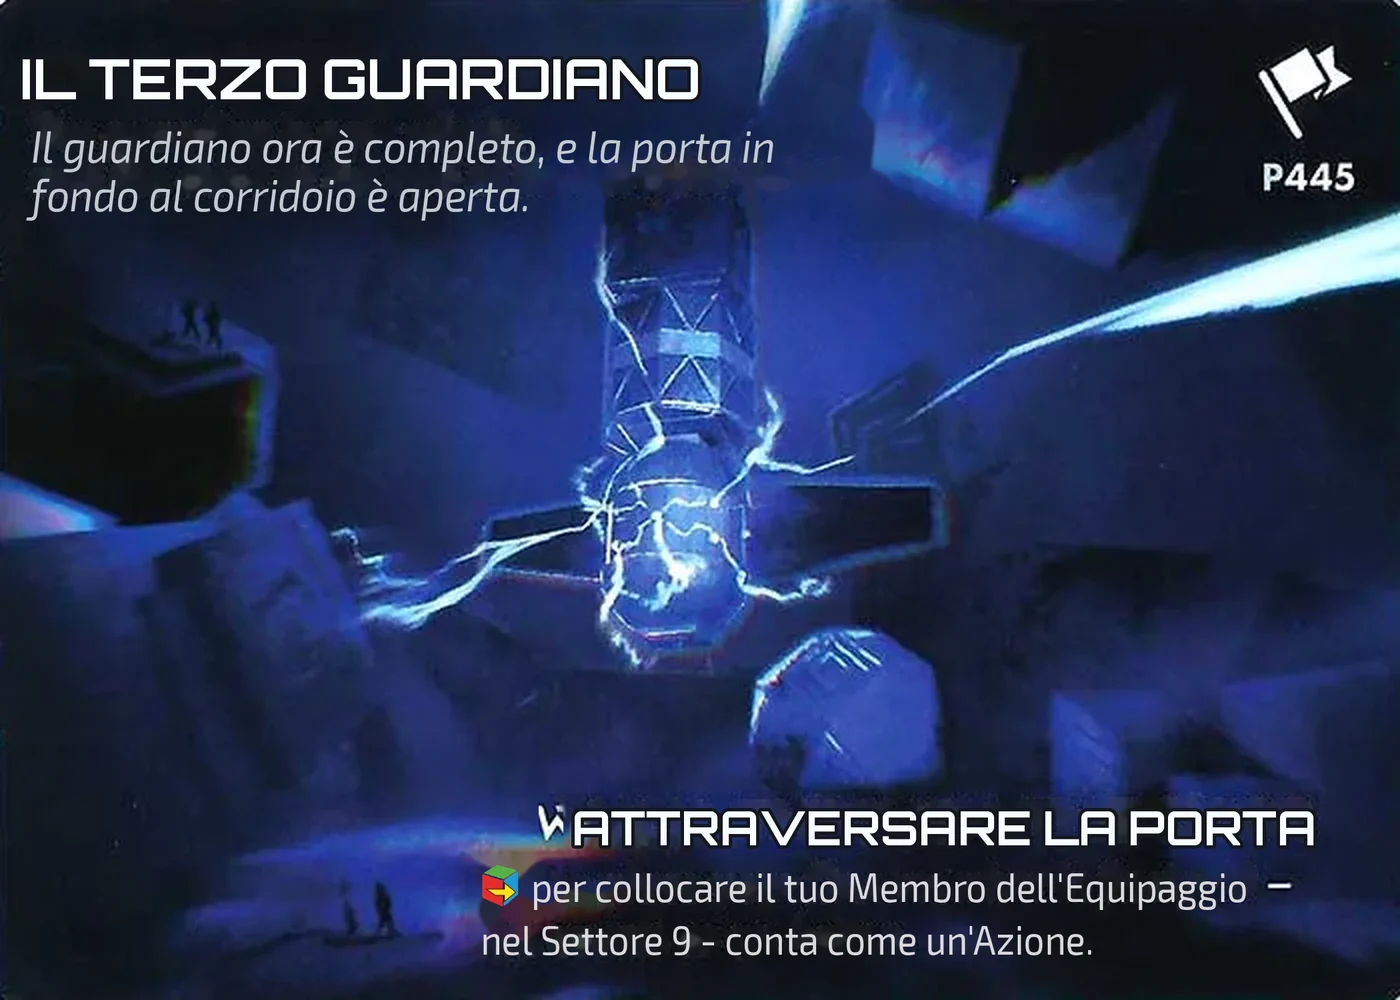 IL TERZO GUARDIANO
Il guardiano ora è completo, e la porta in
fondo al corridoio è aperta.
P445
ATTRAVERSARE LA PORTA
per collocare il tuo Membro dell'Equipaggio –
nel Settore 9 - conta come un'Azione.